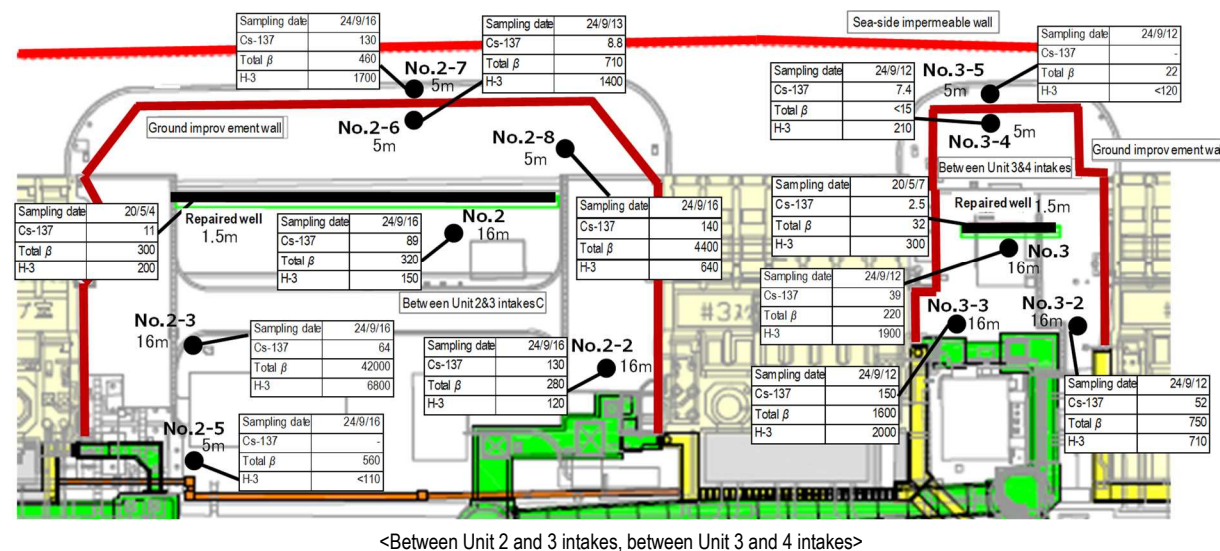 Sampling date 24/9/16
Cs-137 130
Total β 460
H-3 1700
Sampling date 24/9/13
Cs-137 8.8
Total β 710
H-3 1400
Sea-side impermeable wall
Sampling date 24/9/12
Cs-137 -
Total β 22
H-3 <120
No.2-7
5m
No.3-5
5m
Sampling date 24/9/12
Cs-137 7.4
Total β <15
H-3 210
Ground improvement wall
No.2-6
5m
No.2-8
5m
5m
No.3-4
Ground improvement wa
Between Unit 3&4 intakes
Sampling date 20/5/4
Cs-137 11
Total β 300
H-3 200
Repaired well
1.5m
Sampling date 24/9/16
Cs-137 89
Total β 320
H-3 150
No.2
16m
Sampling date 24/9/16
Cs-137 140
Total β 4400
H-3 640
Sampling date 20/5/7
Cs-137 2.5
Total β 32
H-3 300
Repaired well 1.5m
16m No.3
Sampling date 24/9/12
Cs-137 39
Total β 220
H-3 1900
Between Unit 2&3 intakesC
No.2-3
16m
Sampling date 24/9/16
Cs-137 64
Total β 42000
H-3 6800
Sampling date 24/9/16
Cs-137 130
Total β 280
H-3 120
No.2-2
16m
No.3-3
16m
No.3-2
16m
Sampling date 24/9/12
Cs-137 150
Total β 1600
H-3 2000
Sampling date 24/9/12
Cs-137 52
Total β 750
H-3 710
No.2-5
5m
Sampling date 24/9/16
Cs-137 -
Total β 560
H-3 <110
<Between Unit 2 and 3 intakes, between Unit 3 and 4 intakes>